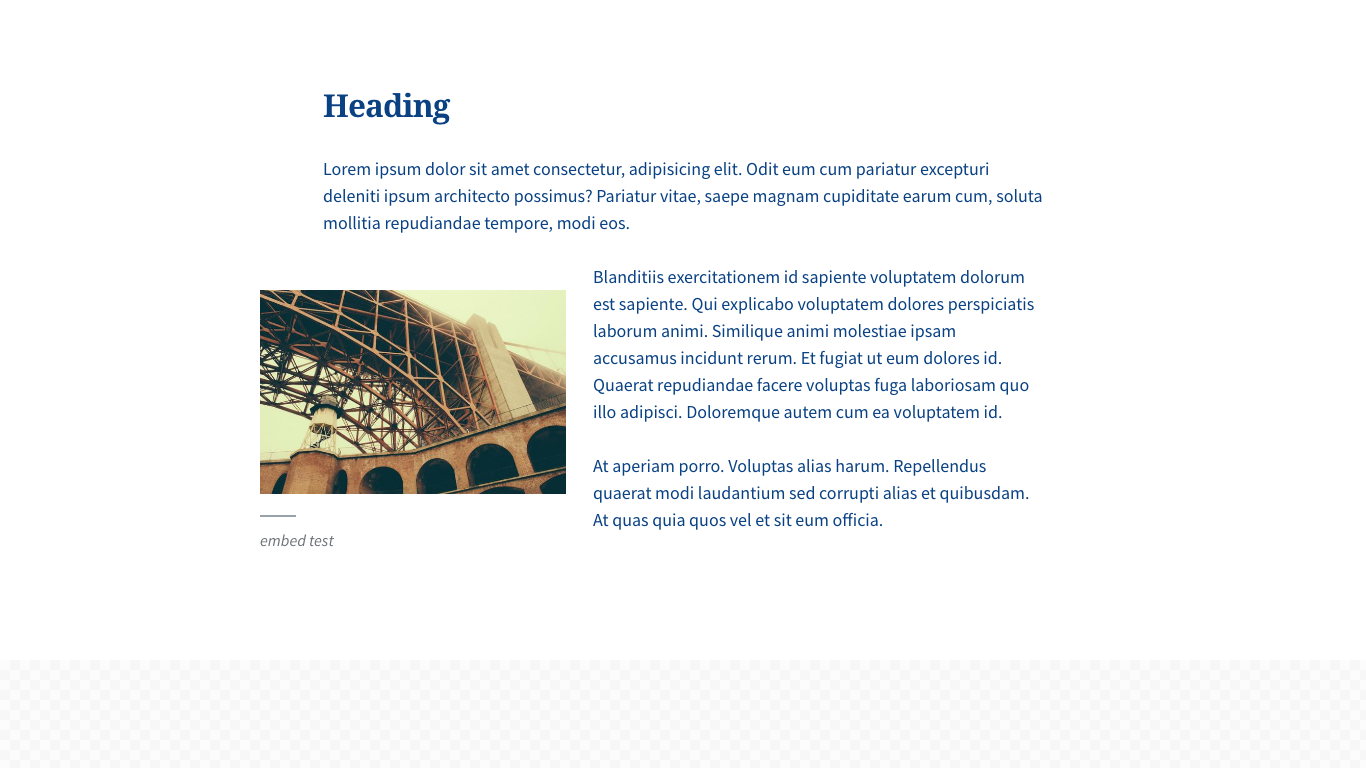 Heading
Lorem ipsum dolor sit amet consectetur, adipisicing elit. Odit eum cum pariatur excepturi
deleniti ipsum architecto possimus? Pariatur vitae, saepe magnam cupiditate earum cum, soluta
mollitia repudiandae tempore, modi eos.
Blanditiis exercitationem id sapiente voluptatem dolorum
est sapiente. Qui explicabo voluptatem dolores perspiciatis
laborum animi. Similique animi molestiae ipsam
accusamus incidunt rerum. Et fugiat ut eum dolores id.
Quaerat repudiandae facere voluptas fuga laboriosam quo
illo adipisci. Doloremque autem cum ea voluptatem id.
At aperiam porro. Voluptas alias harum. Repellendus
quaerat modi laudantium sed corrupti alias et quibusdam.
At quas quia quos vel et sit eum officia.
embed test